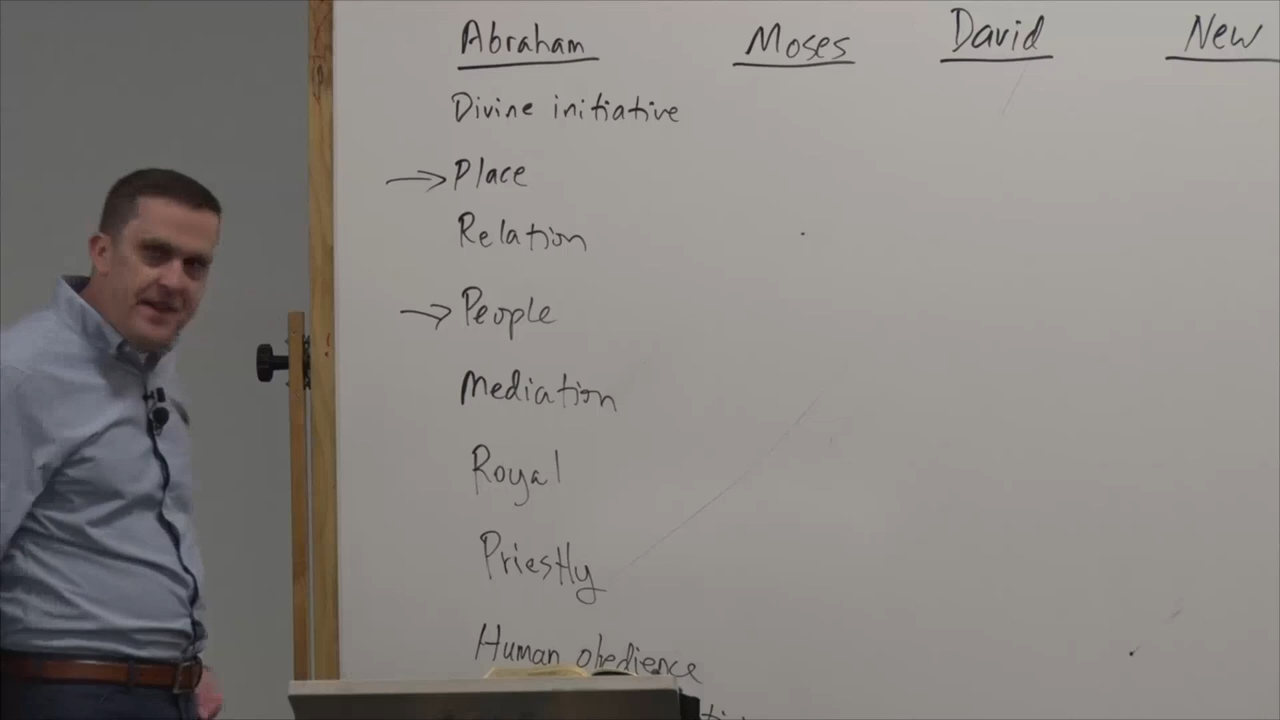 Abraham Moses David New
Divine initiative
→ Place
Relation
→ People
Mediation
Royal
Priestly
Human obedience